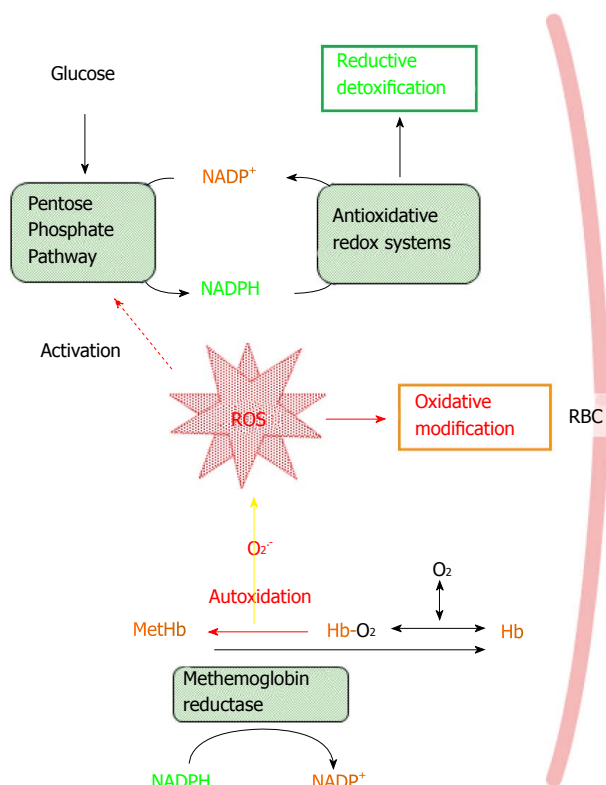 Reductive
detoxification
Glucose
NADP+
Pentose
Phosphate
Pathway
Antioxidative
redox systems
NADPH
Activation
ROS
Oxidative
modification
RBC
O2·-
O2
Autoxidation
MetHb
Hb-O2
Hb
Methemoglobin
reductase
NADPH
NADP+